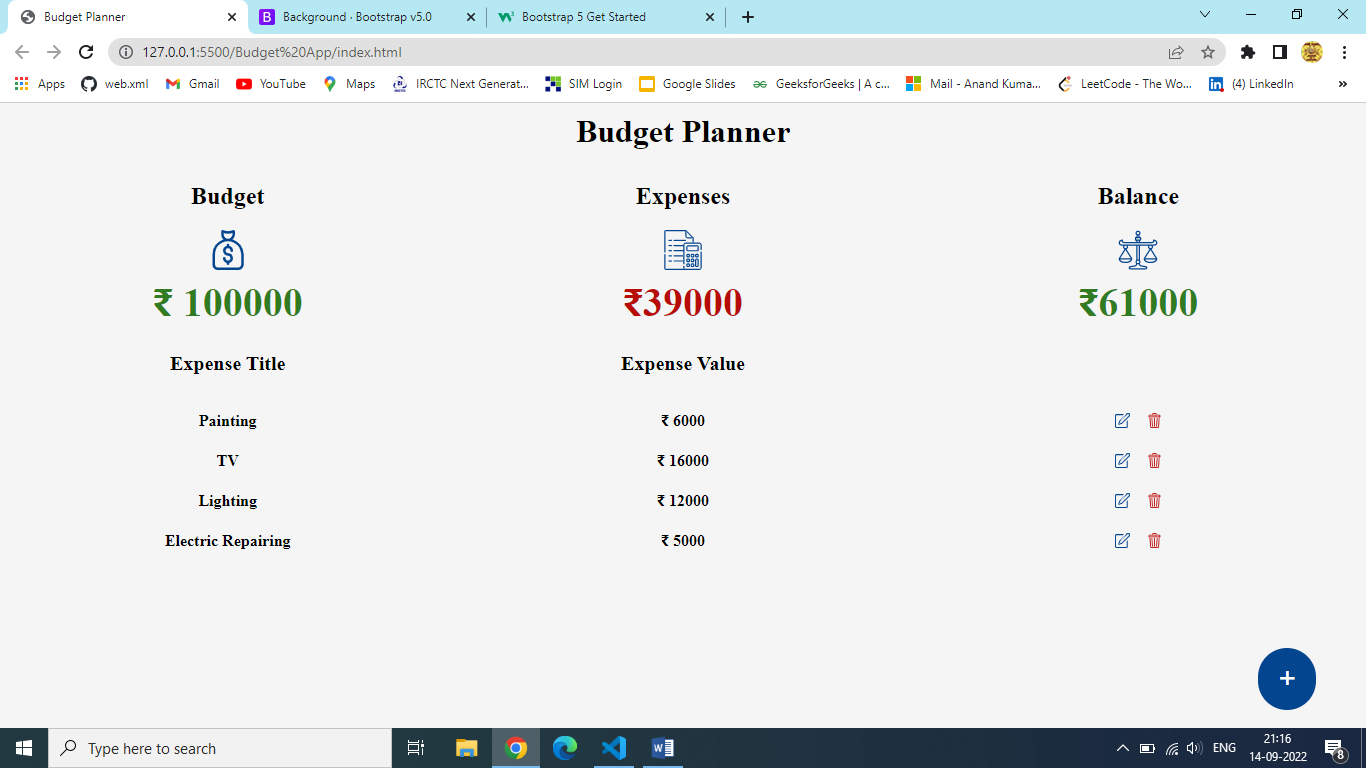 Budget Planner
Background · Bootstrap v5.0
Bootstrap 5 Get Started
127.0.0.1:5500/Budget%20App/index.html
Apps
web.xml
Gmail
YouTube
Maps
IRCTC Next Generat...
SIM Login
Google Slides
GeeksforGeeks | A c...
Mail - Anand Kuma...
LeetCode - The Wo...
(4) LinkedIn
»
Budget Planner
Budget
Expenses
Balance
₹ 100000
₹39000
₹61000
Expense Title
Expense Value
Painting
₹ 6000
TV
₹ 16000
Lighting
₹ 12000
Electric Repairing
₹ 5000
+
Type here to search
ENG
21:16
14-09-2022
8